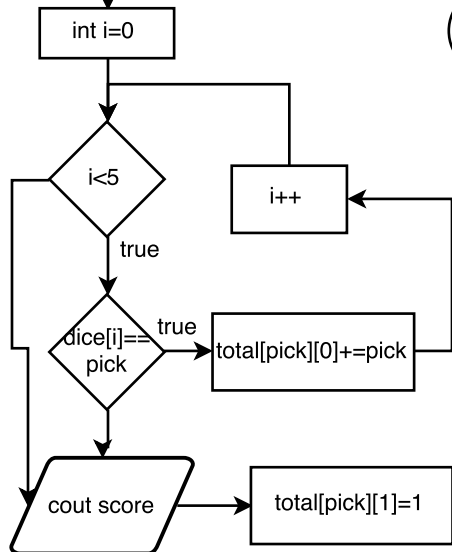 int i=0
i<5
i++
true
dice[i]==
pick
true
total[pick][0]+=pick
cout score
total[pick][1]=1